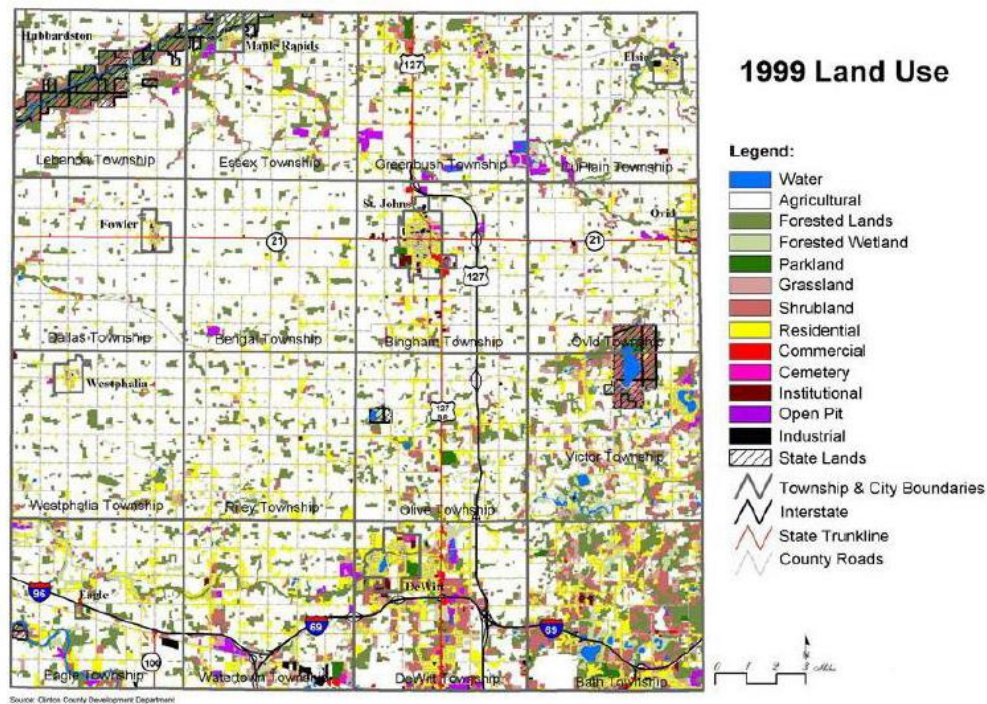 1999 Land Use
Hubbardston
Maple Rapids
127
Elsie
Lebanon Township
Essex Township
Greenbush Township
DuPlain Township
St. Johns
Fowler
Ovid
21
21
127
Dallas Township
Bengal Township
Bingham Township
Ovid Township
Westphalia
127
Victor Township
Westphalia Township
Riley Township
Olive Township
DeWitt
96
Eagle
69
69
100
Eagle Township
Watertown Township
DeWitt Township
Bath Township
Legend:
Water
Agricultural
Forested Lands
Forested Wetland
Parkland
Grassland
Shrubland
Residential
Commercial
Cemetery
Institutional
Open Pit
Industrial
State Lands
Township & City Boundaries
Interstate
State Trunkline
County Roads
0 1 2 3 Miles
Source: Clinton County Development Department